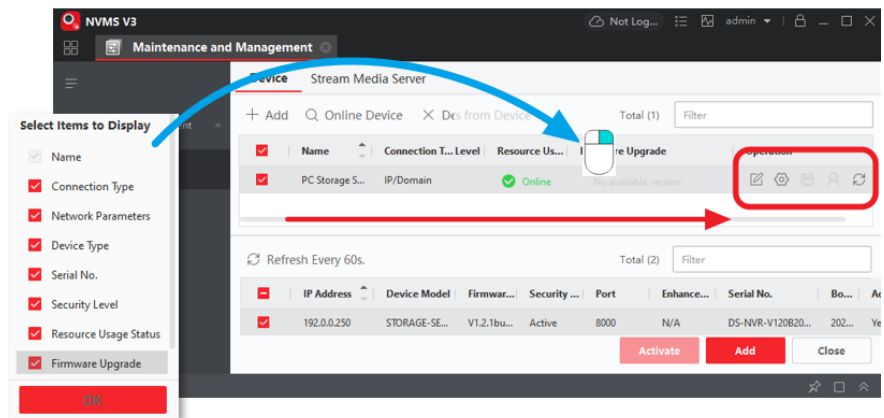 NVMS V3
Not Log...
admin
Maintenance and Management
Device
Stream Media Server
Add
Online Device
from Device
Total (1)
Filter
Name
Connection T...
Level
Resource Us...
Upgrade
Operation
PC Storage S...
IP/Domain
Online
No available version
Select Items to Display
Name
Connection Type
Network Parameters
Device Type
Serial No.
Security Level
Resource Usage Status
Firmware Upgrade
OK
Refresh Every 60s.
Total (2)
Filter
IP Address
Device Model
Firmwar...
Security ...
Port
Enhance...
Serial No.
Bo...
192.0.0.250
STORAGE-SE...
V1.2.1bu...
Active
8000
N/A
DS-NVR-V120B20...
202...
Activate
Add
Close